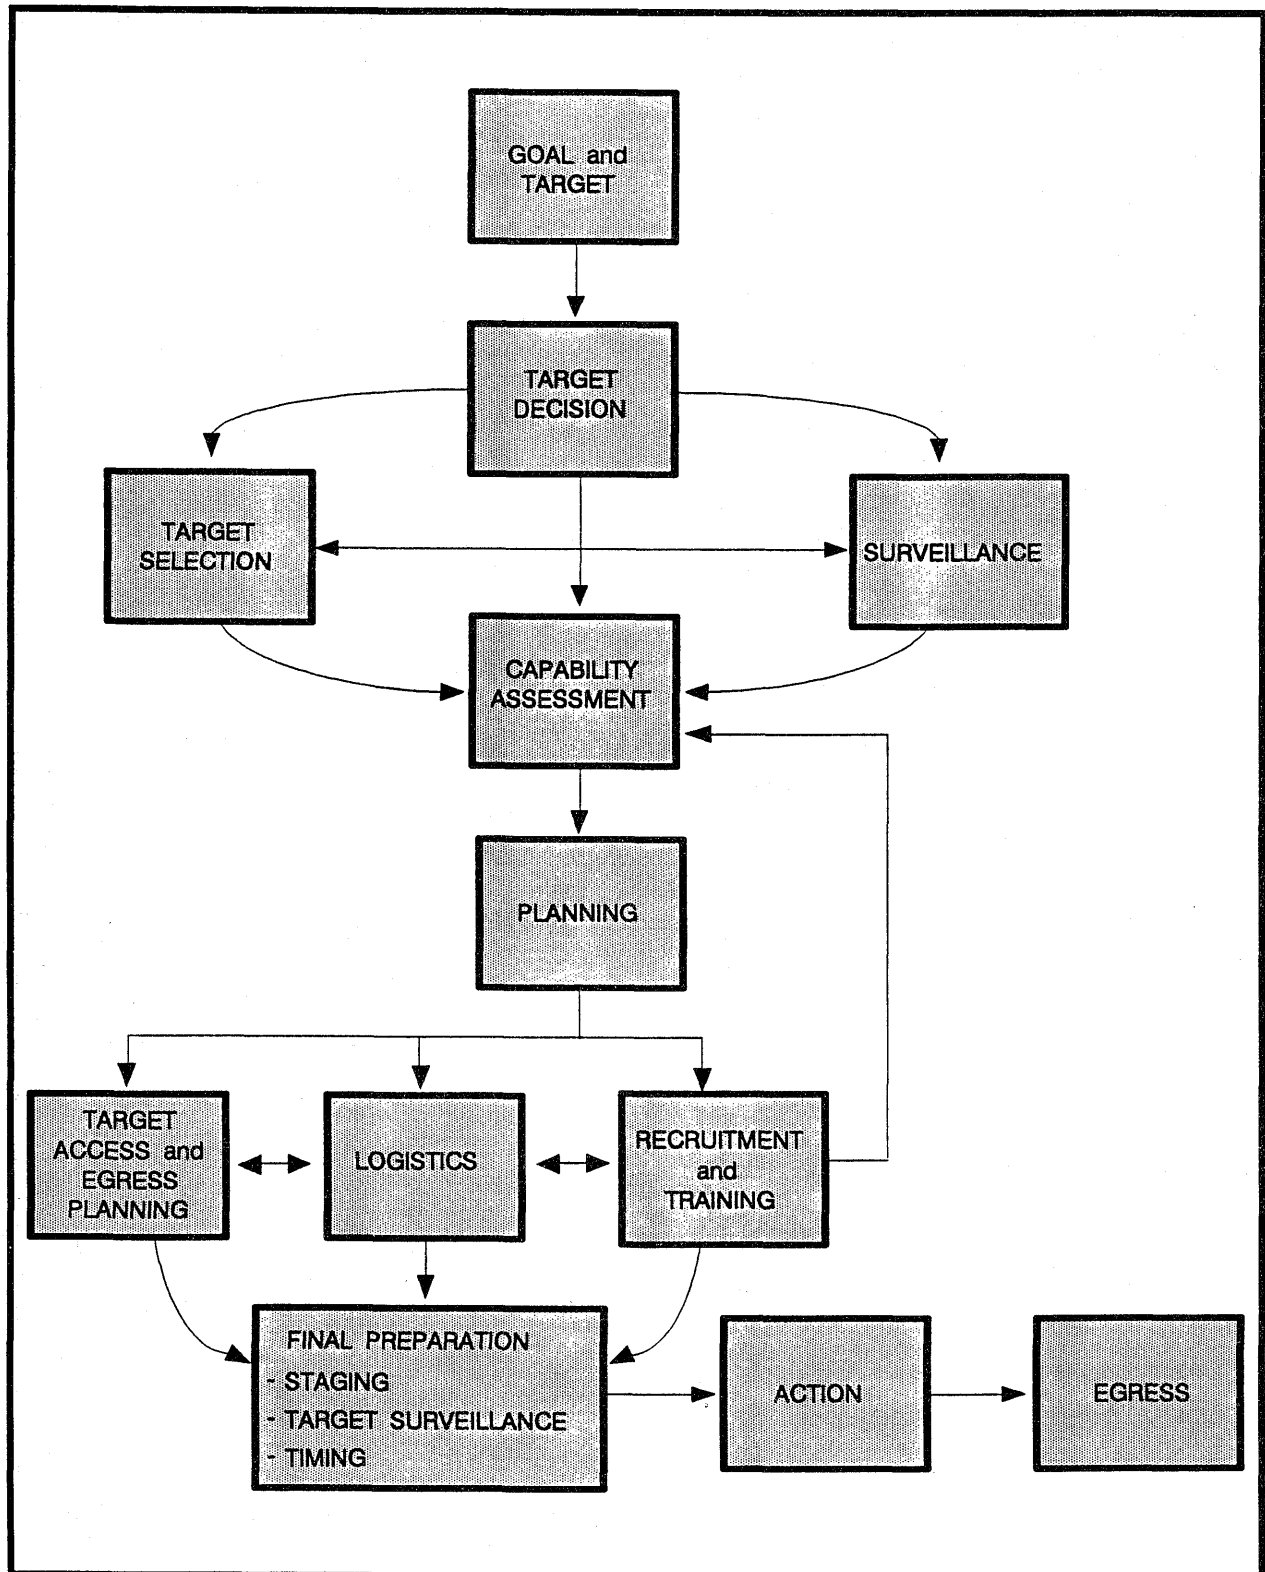 GOAL and
TARGET
TARGET
DECISION
TARGET
SELECTION
SURVEILLANCE
CAPABILITY
ASSESSMENT
PLANNING
TARGET
ACCESS and
EGRESS
PLANNING
LOGISTICS
RECRUITMENT
and
TRAINING
FINAL PREPARATION
- STAGING
- TARGET SURVEILLANCE
- TIMING
ACTION
EGRESS